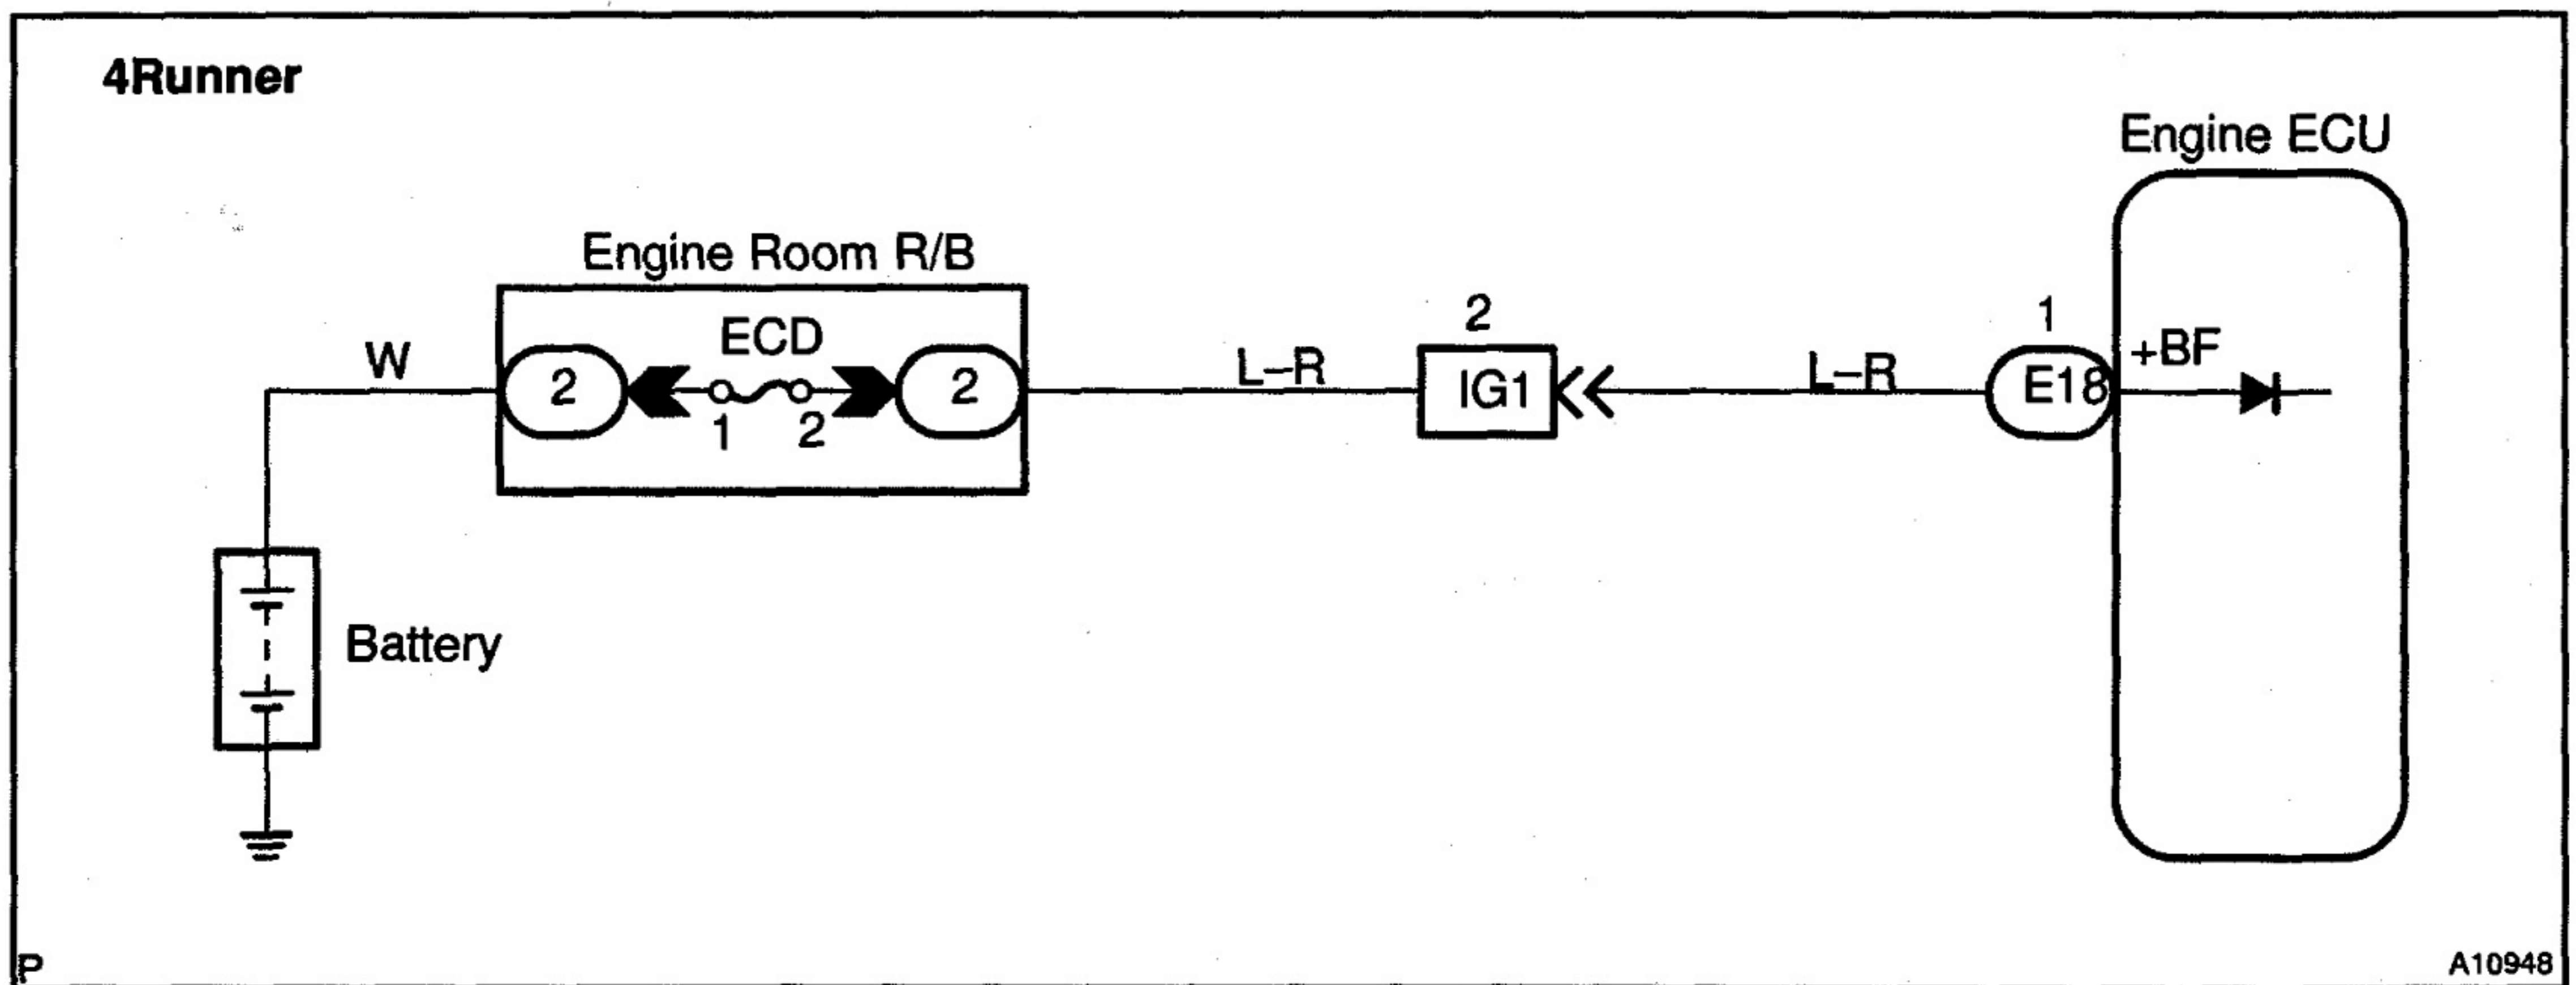 4Runner
Engine ECU
Engine Room R/B
ECD
W
2
1
2
2
L–R
2
IG1
L–R
1
E18
+BF
Battery
P
A10948